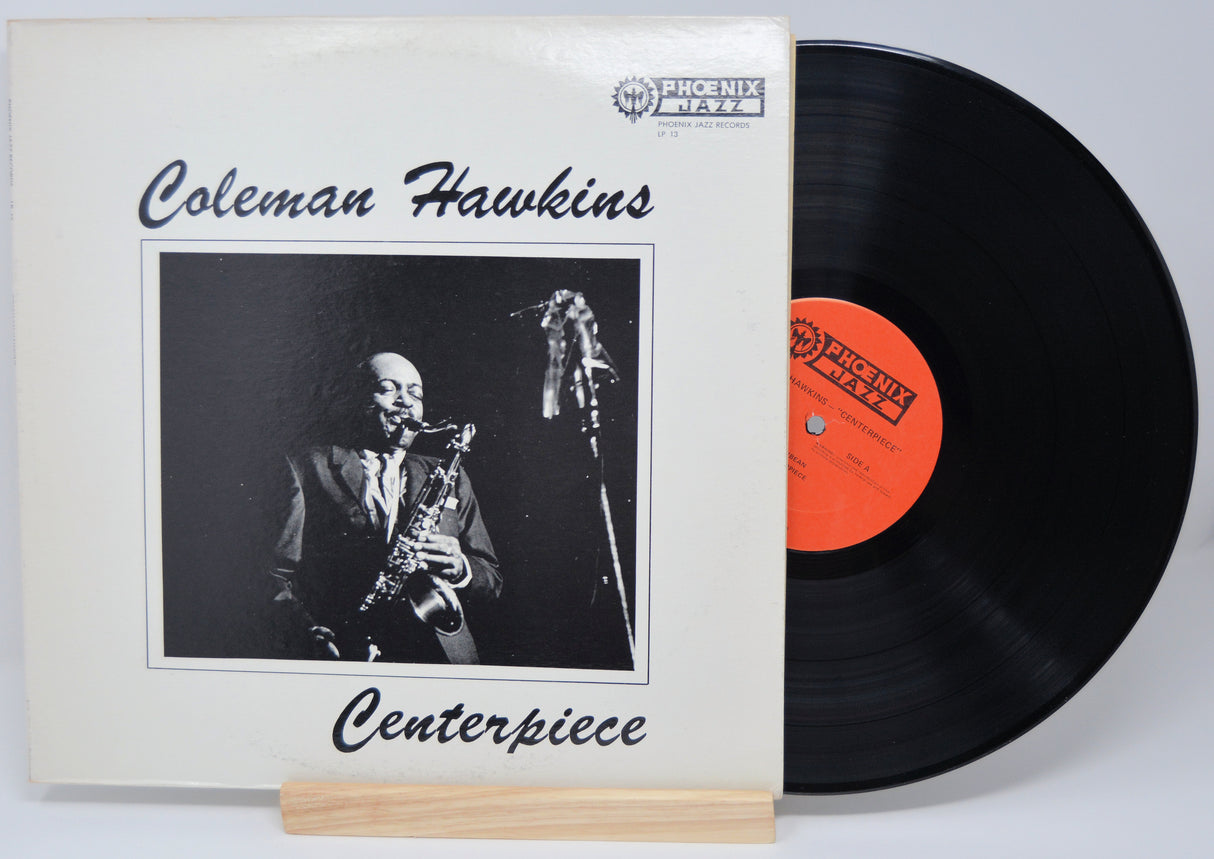 PHOENIX
JAZZ
PHOENIX JAZZ RECORDS
LP 13
Coleman Hawkins
Centerpiece
PHOENIX
JAZZ
HAWKINS – "CENTERPIECE"
SIDE A